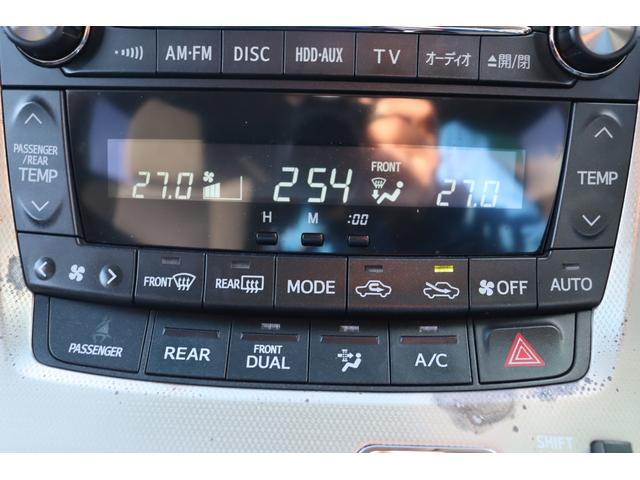 AM·FM DISC HDD·AUX TV オーディオ ⏏開/閉
PASSENGER
/REAR
TEMP
27.0 2:54 FRONT 27.0
TEMP
H M :00
FRONT REAR MODE OFF AUTO
PASSENGER REAR FRONT
DUAL A/C
SHIFT